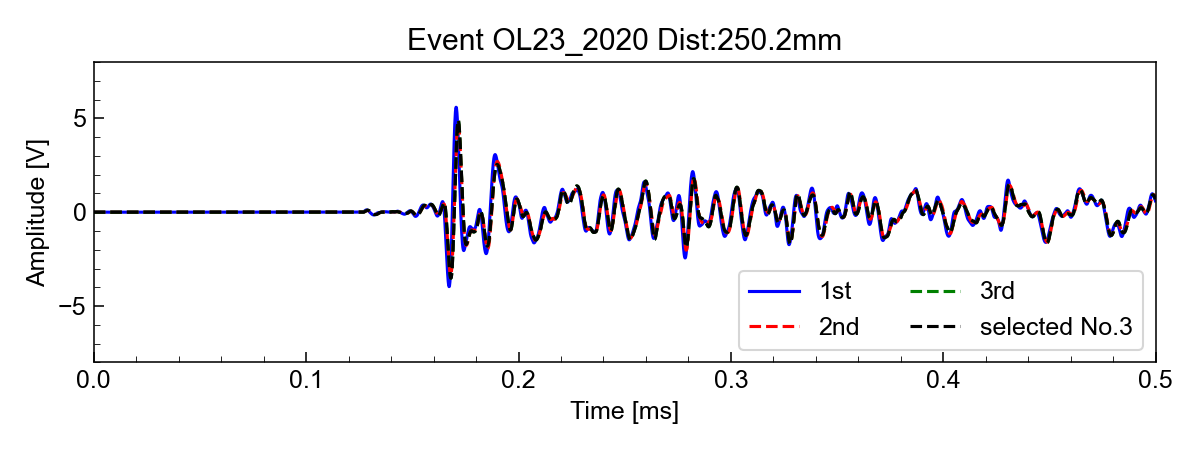 Event OL23_2020 Dist:250.2mm
Amplitude [V]
5
0
−5
1st
2nd
3rd
selected No.3
0.0 0.1 0.2 0.3 0.4 0.5
Time [ms]